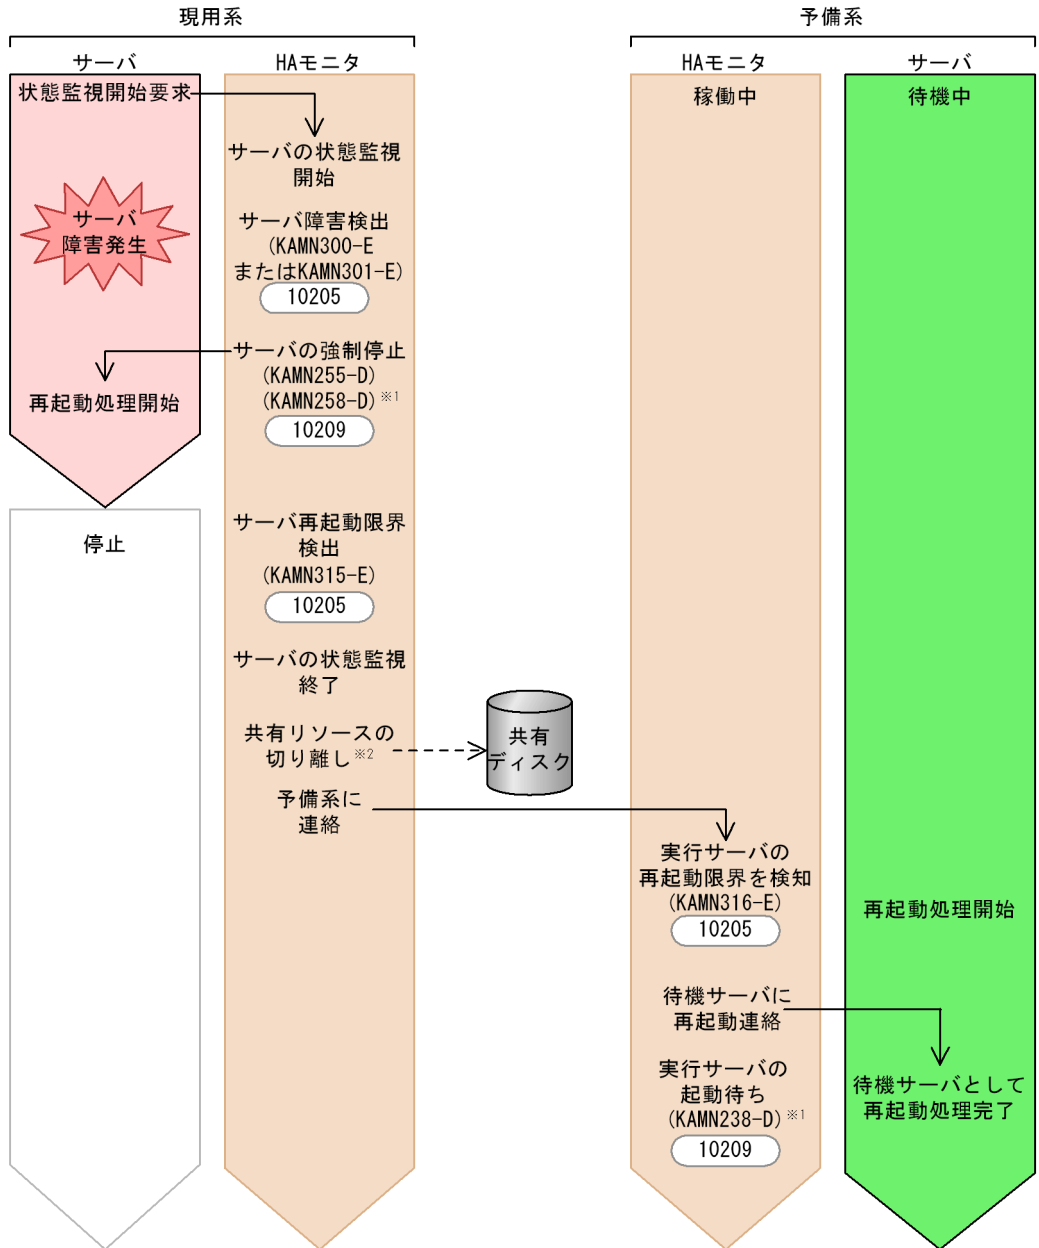 現用系
予備系
サーバ
HAモニタ
HAモニタ
サーバ
状態監視開始要求
サーバの状態監視
開始
サーバ
障害発生
サーバ障害検出
(KAMN300-E
またはKAMN301-E)
10205
サーバの強制停止
(KAMN255-D)
(KAMN258-D)※1
10209
再起動処理開始
停止
サーバ再起動限界
検出
(KAMN315-E)
10205
サーバの状態監視
終了
共有リソースの
切り離し※2
共有
ディスク
予備系に
連絡
稼働中
待機中
実行サーバの
再起動限界を検知
(KAMN316-E)
10205
再起動処理開始
待機サーバに
再起動連絡
実行サーバの
起動待ち
(KAMN238-D)※1
10209
待機サーバとして
再起動処理完了